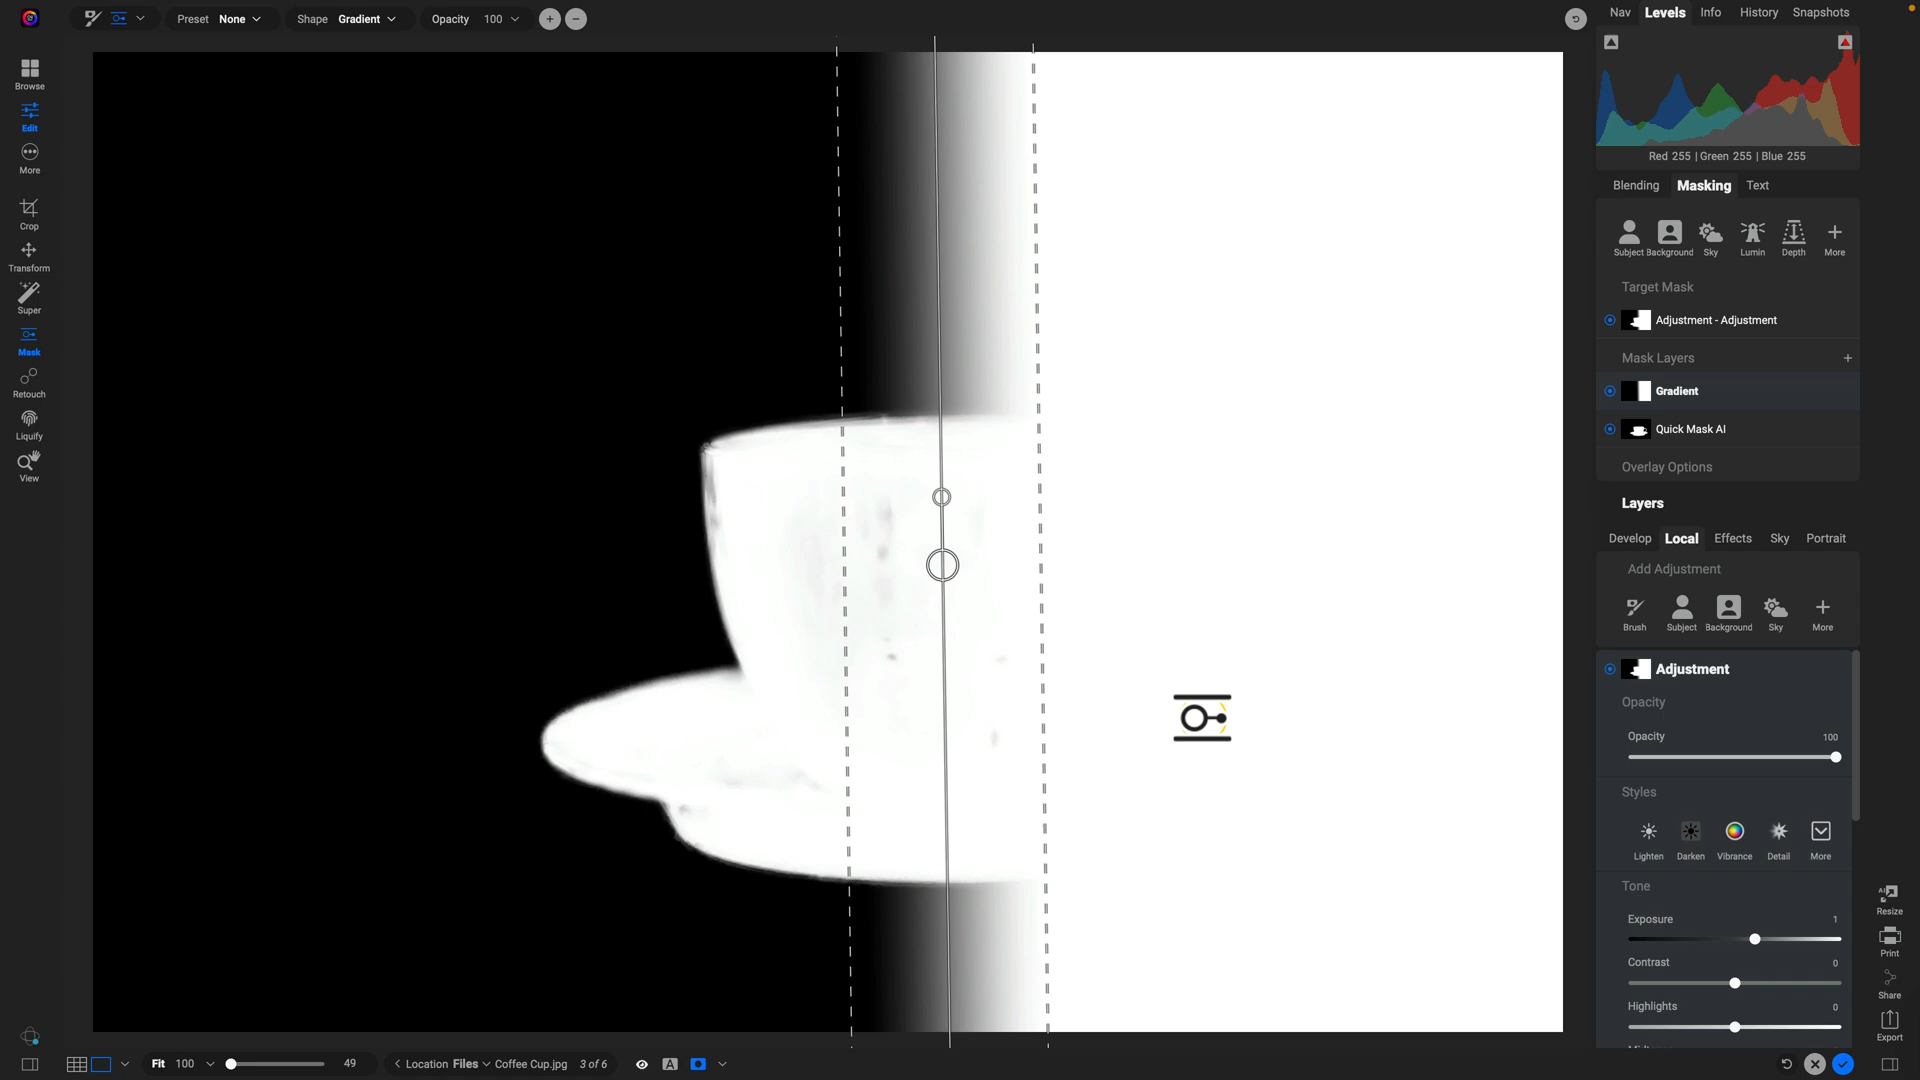 Preset None
Shape Gradient
Opacity 100
Nav Levels Info History Snapshots
Browse
Edit
More
Crop
Transform
Super
Mask
Retouch
Liquify
View
Red 255 | Green 255 | Blue 255
Blending Masking Text
Subject Background Sky Lumin Depth More
Target Mask
Adjustment - Adjustment
Mask Layers
Gradient
Quick Mask AI
Overlay Options
Layers
Develop Local Effects Sky Portrait
Add Adjustment
Brush Subject Background Sky More
Adjustment
Opacity
Opacity 100
Styles
Lighten Darken Vibrance Detail More
Tone
Exposure 1
Contrast 0
Highlights 0
AI
Resize
Print
Share
Export
Fit 100
49
Location Files Coffee Cup.jpg 3 of 6
A